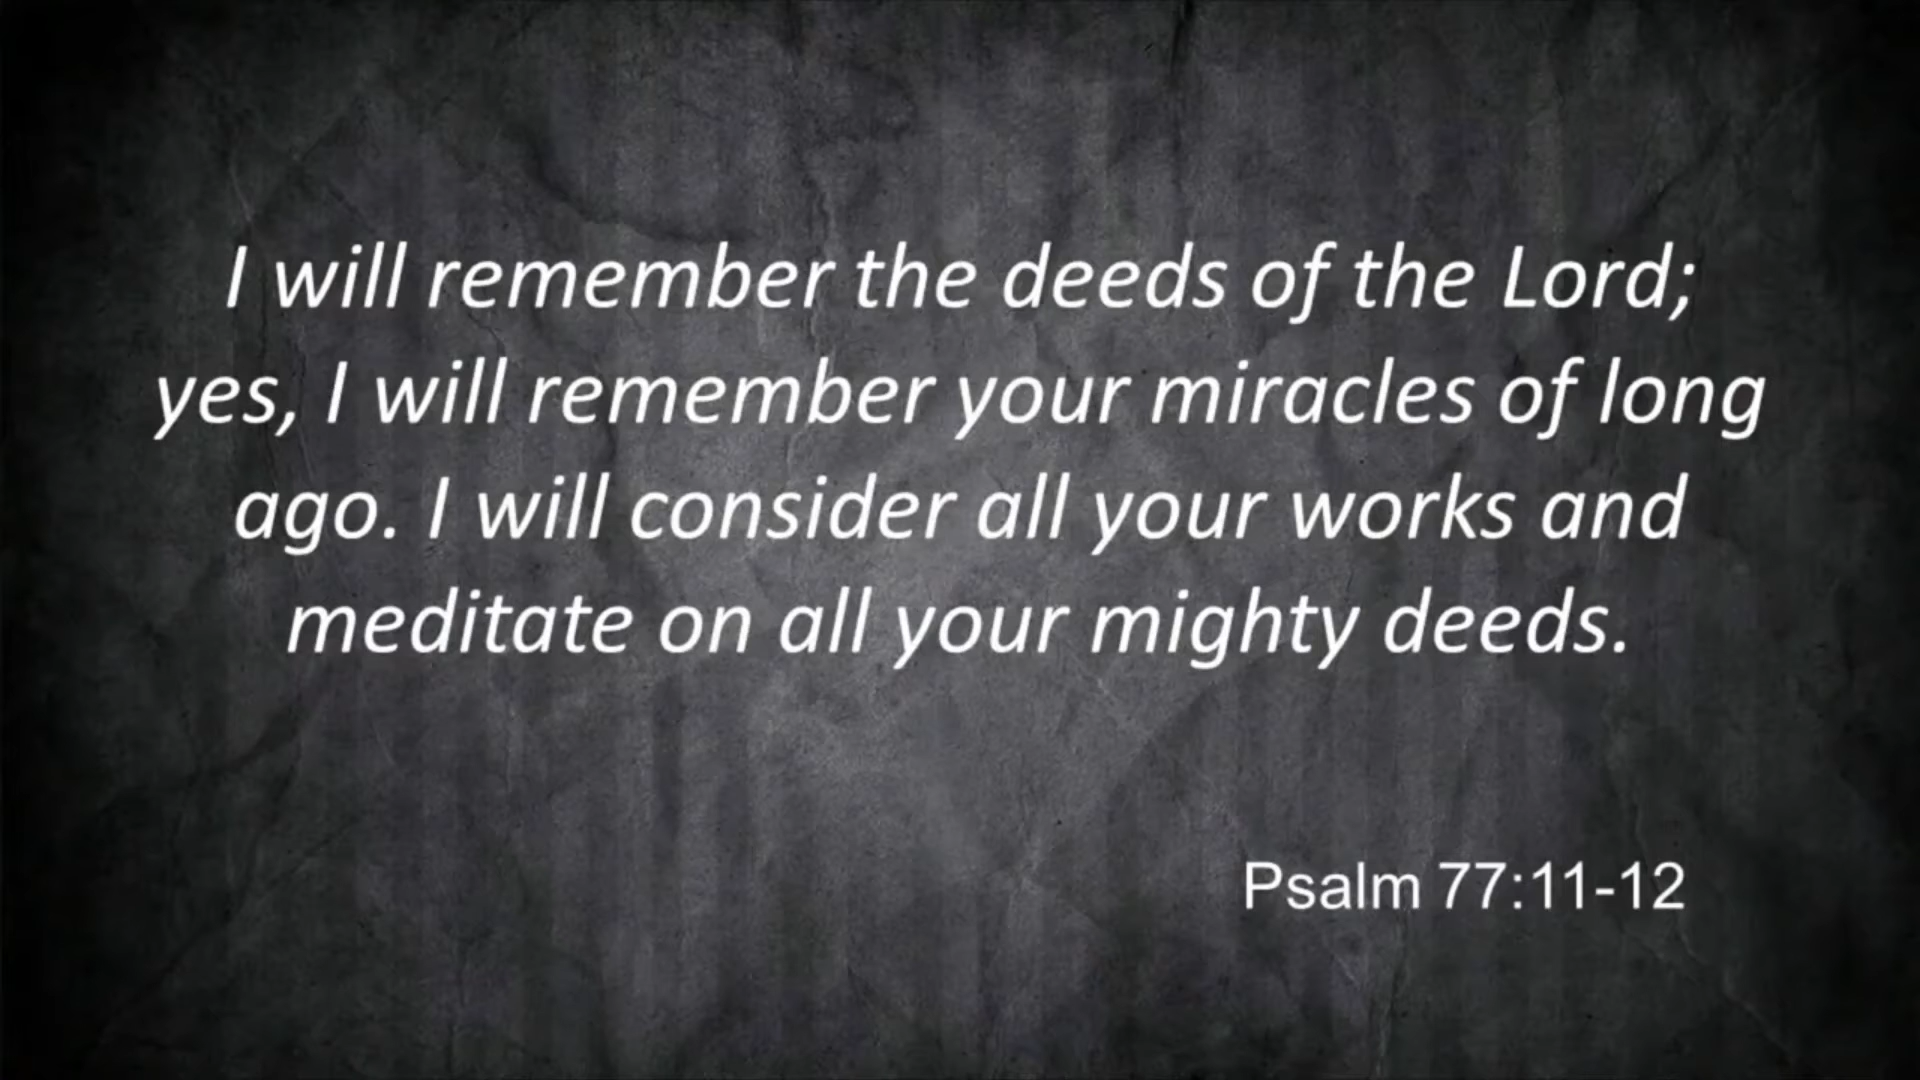 I will remember the deeds of the Lord;
yes, I will remember your miracles of long
ago. I will consider all your works and
meditate on all your mighty deeds.
Psalm 77:11-12